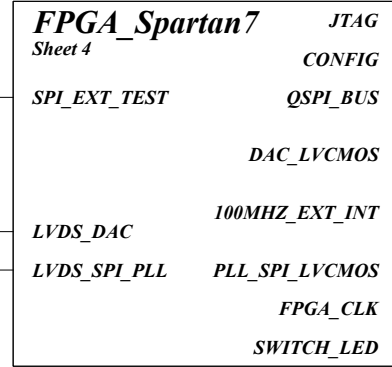 FPGA_Spartan7 JTAG
Sheet 4
CONFIG
SPI_EXT_TEST QSPI_BUS
DAC_LVCMOS
100MHZ_EXT_INT
LVDS_DAC
LVDS_SPI_PLL PLL_SPI_LVCMOS
FPGA_CLK
SWITCH_LED